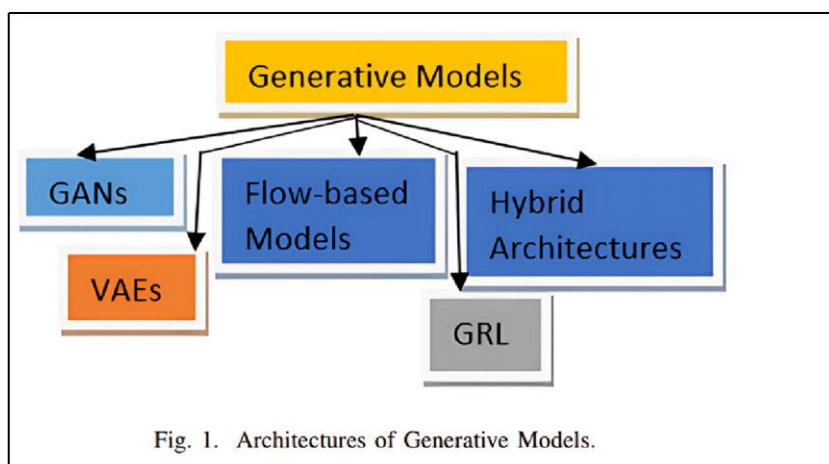 Generative Models
GANs
Flow-based
Models
Hybrid
Architectures
VAEs
GRL
Fig. 1. Architectures of Generative Models.